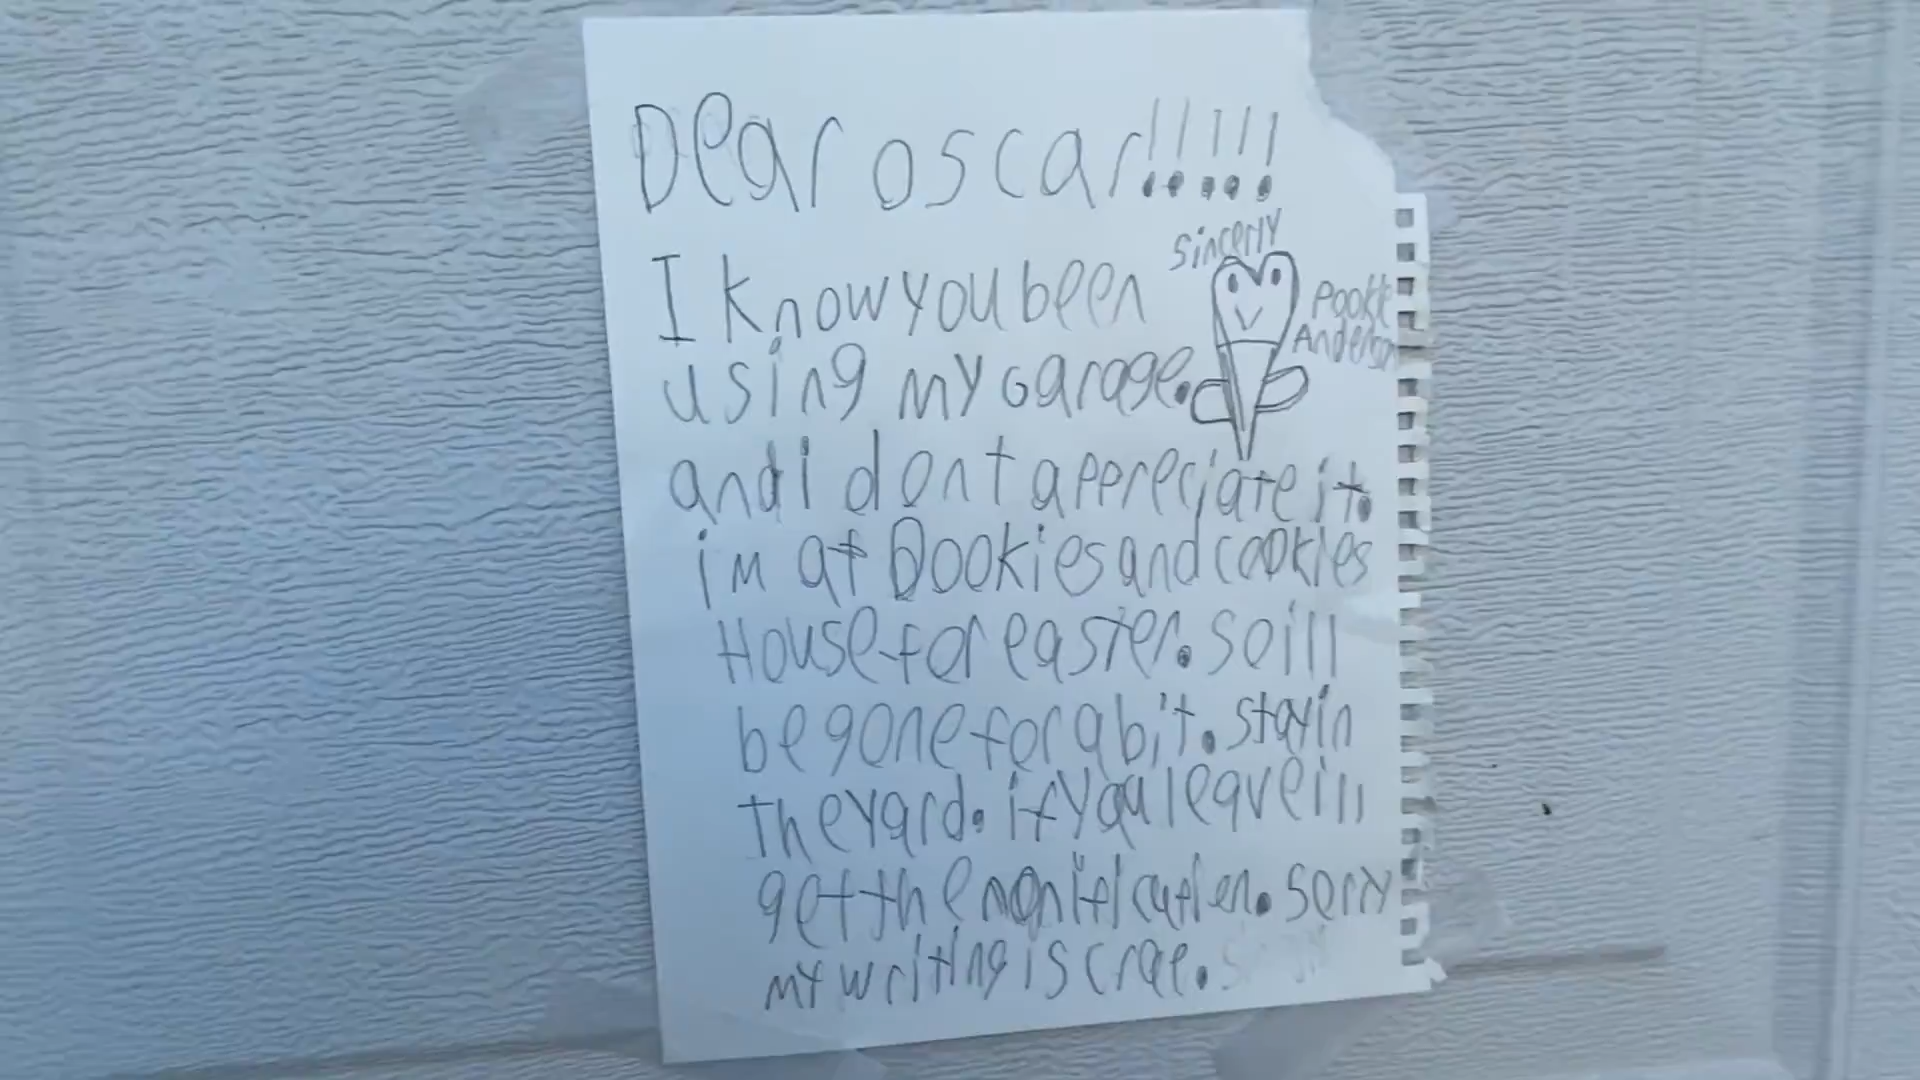 Dear oscar!!!!!
Sincerly
Pookie
Anderson
I know you been
using my Garage.
and i dont appreciate it.
im at Dookies and cookies
House for easter. so ill
be gone for a bit. stay in
the yard. if you leave ill
get the
sorry
my writing is